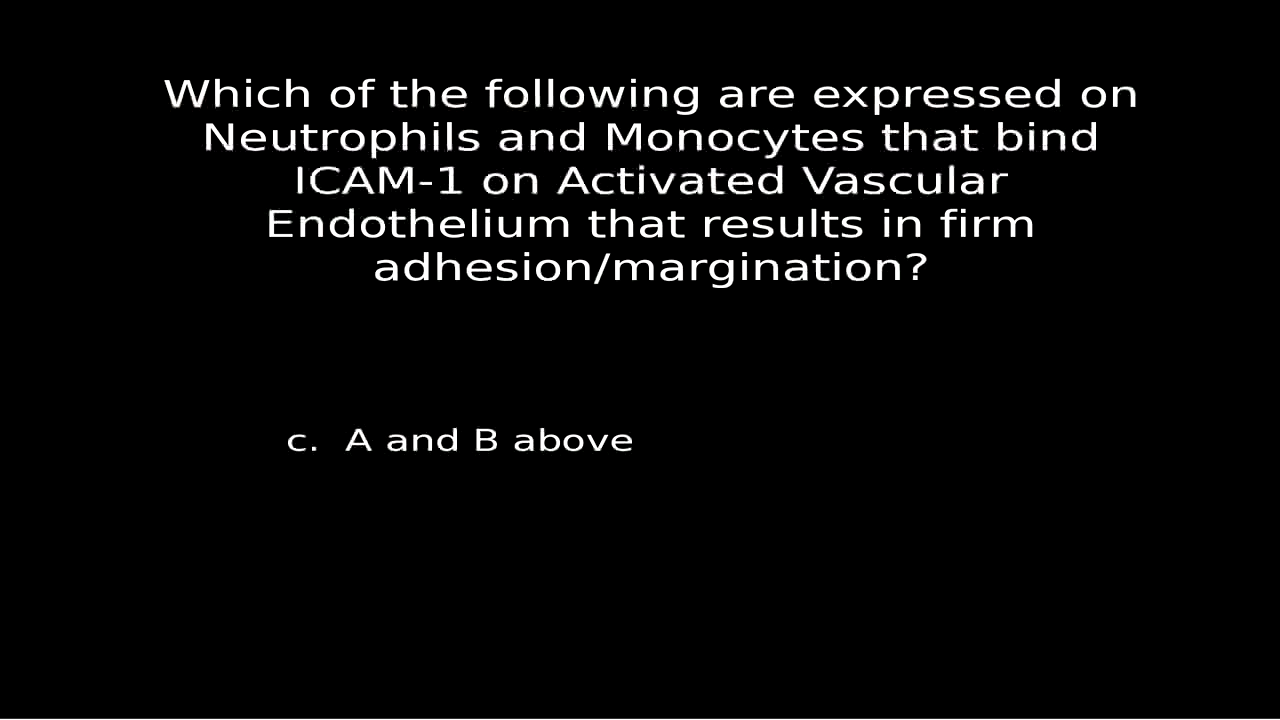 Which of the following are expressed on
Neutrophils and Monocytes that bind
ICAM-1 on Activated Vascular
Endothelium that results in firm
adhesion/margination?
c.  A and B above